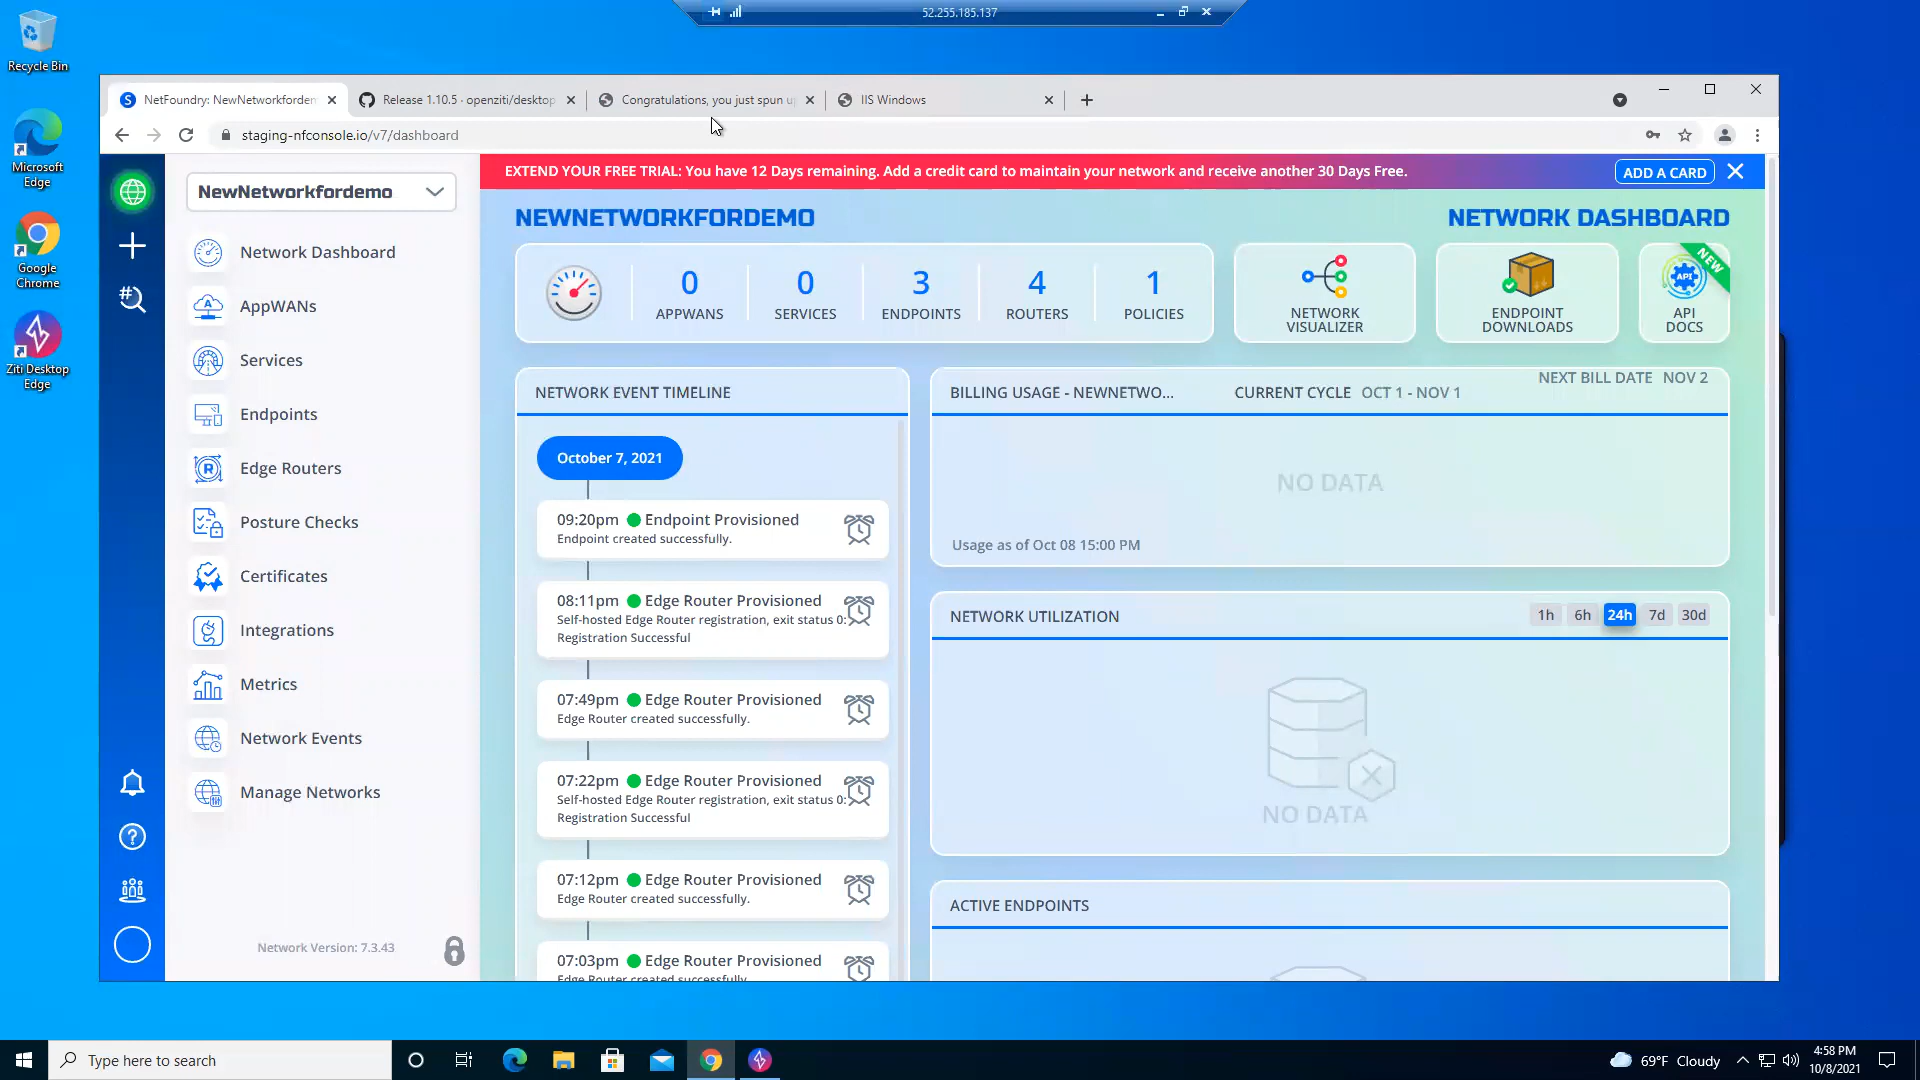 52.255.185.137
Recycle Bin
Microsoft
Edge
Google
Chrome
Ziti Desktop
Edge
NetFoundry: NewNetworkfordem
Release 1.10.5 · openziti/desktop
Congratulations, you just spun u
IIS Windows
staging-nfconsole.io/v7/dashboard
NewNetworkfordemo
Network Dashboard
AppWANs
Services
Endpoints
Edge Routers
Posture Checks
Certificates
Integrations
Metrics
Network Events
Manage Networks
Network Version: 7.3.43
EXTEND YOUR FREE TRIAL: You have 12 Days remaining. Add a credit card to maintain your network and receive another 30 Days Free.
ADD A CARD
NEWNETWORKFORDEMO
NETWORK DASHBOARD
0 APPWANS
0 SERVICES
3 ENDPOINTS
4 ROUTERS
1 POLICIES
NETWORK
VISUALIZER
ENDPOINT
DOWNLOADS
NEW
API
API
DOCS
NETWORK EVENT TIMELINE
October 7, 2021
09:20pm Endpoint Provisioned
Endpoint created successfully.
08:11pm Edge Router Provisioned
Self-hosted Edge Router registration, exit status 0:
Registration Successful
07:49pm Edge Router Provisioned
Edge Router created successfully.
07:22pm Edge Router Provisioned
Self-hosted Edge Router registration, exit status 0:
Registration Successful
07:12pm Edge Router Provisioned
Edge Router created successfully.
07:03pm Edge Router Provisioned
Edge Router created successfully.
BILLING USAGE - NEWNETWO...
CURRENT CYCLE OCT 1 - NOV 1
NEXT BILL DATE NOV 2
NO DATA
Usage as of Oct 08 15:00 PM
NETWORK UTILIZATION
1h 6h 24h 7d 30d
NO DATA
ACTIVE ENDPOINTS
Type here to search
69°F Cloudy
4:58 PM
10/8/2021